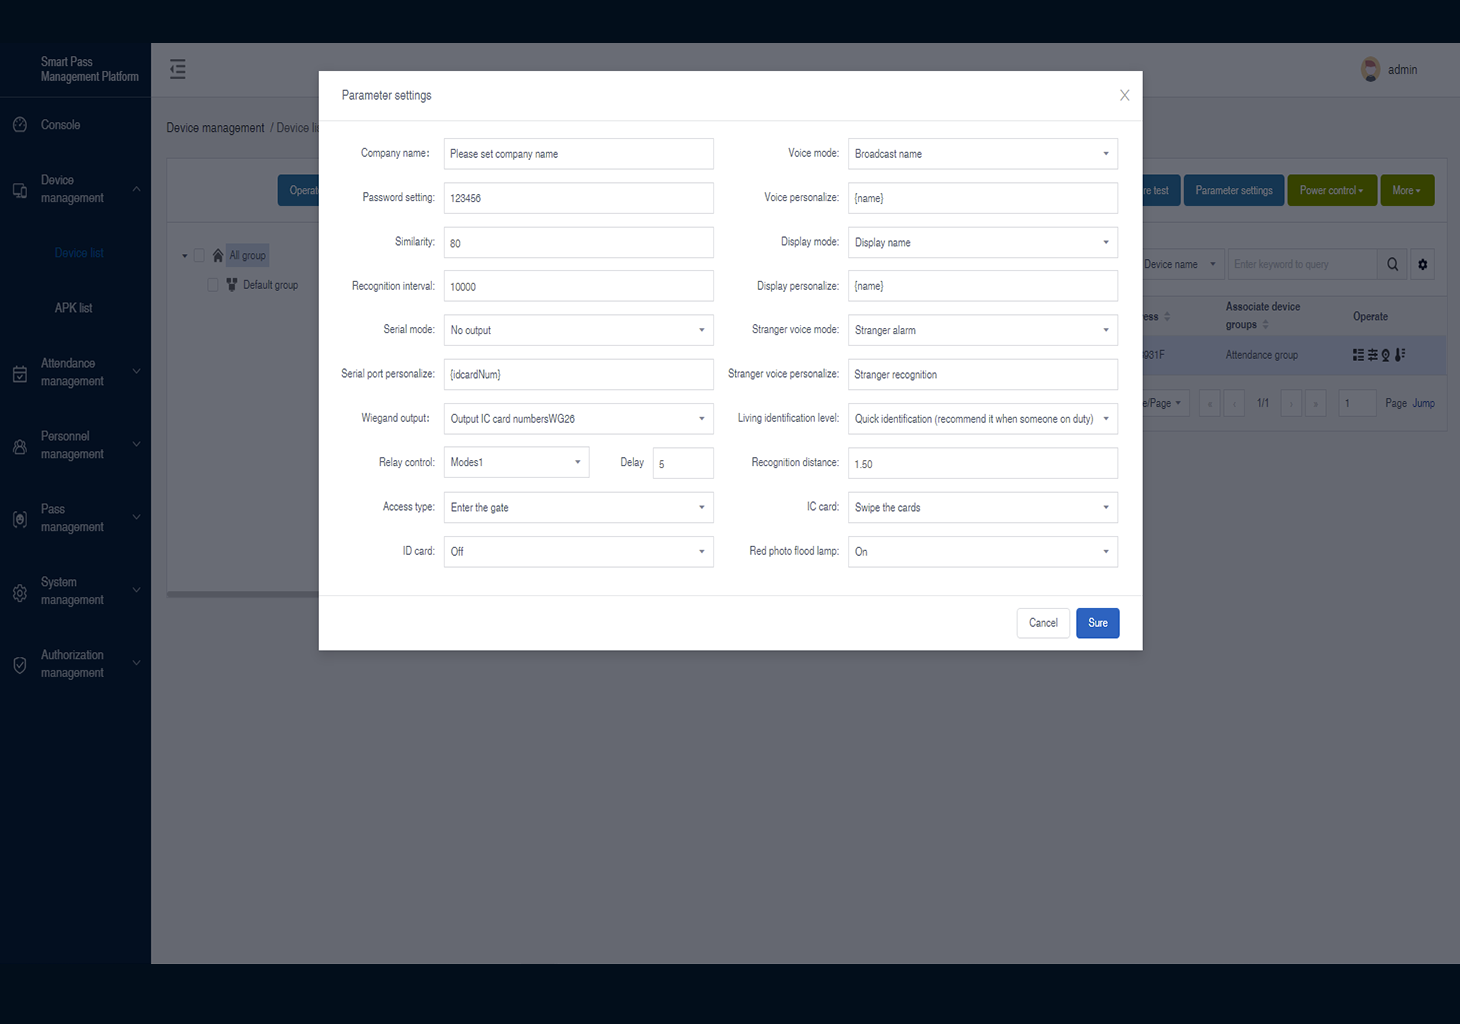 Smart Pass
Management Platform
admin
Console
Device
management
Device list
APK list
Attendance
management
Personnel
management
Pass
management
System
management
Authorization
management
Device management / Device
All group
Default group
Parameter settings
X
Company name:
Please set company name
Voice mode:
Broadcast name
Password setting:
123456
Voice personalize:
{name}
Similarity:
80
Display mode:
Display name
Recognition interval:
10000
Display personalize:
{name}
Serial mode:
No output
Stranger voice mode:
Stranger alarm
Serial port personalize:
{idcardNum}
Stranger voice personalize:
Stranger recognition
Wiegand output:
Output IC card numbersWG26
Living identification level:
Quick identification (recommend it when someone on duty)
Relay control:
Modes1
Delay
5
Recognition distance:
1.50
Access type:
Enter the gate
IC card:
Swipe the cards
ID card:
Off
Red photo flood lamp:
On
Cancel
Sure
test
Parameter settings
Power control
More
Device name
Enter keyword to query
Associate device
groups
Operate
931F
Attendance group
/Page
1/1
1
Page Jump